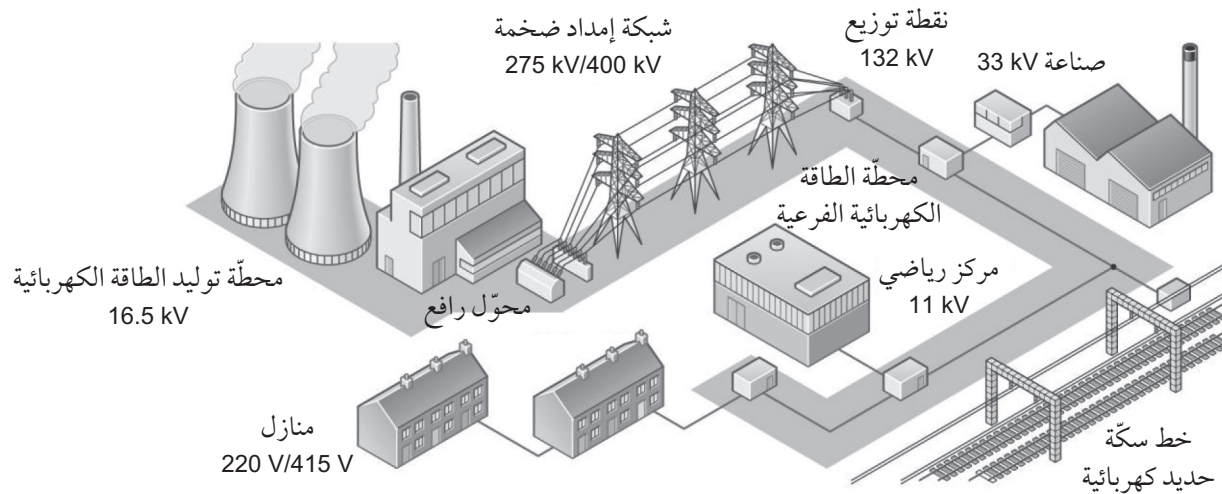 شبكة إمداد ضخمة
275 kV/400 kV
نقطة توزيع
132 kV
صناعة 33 kV
محطّة الطاقة
الكهربائية الفرعية
محطّة توليد الطاقة الكهربائية
16.5 kV
محوّل رافع
مركز رياضي
11 kV
منازل
220 V/415 V
خط سكّة
حديد كهربائية